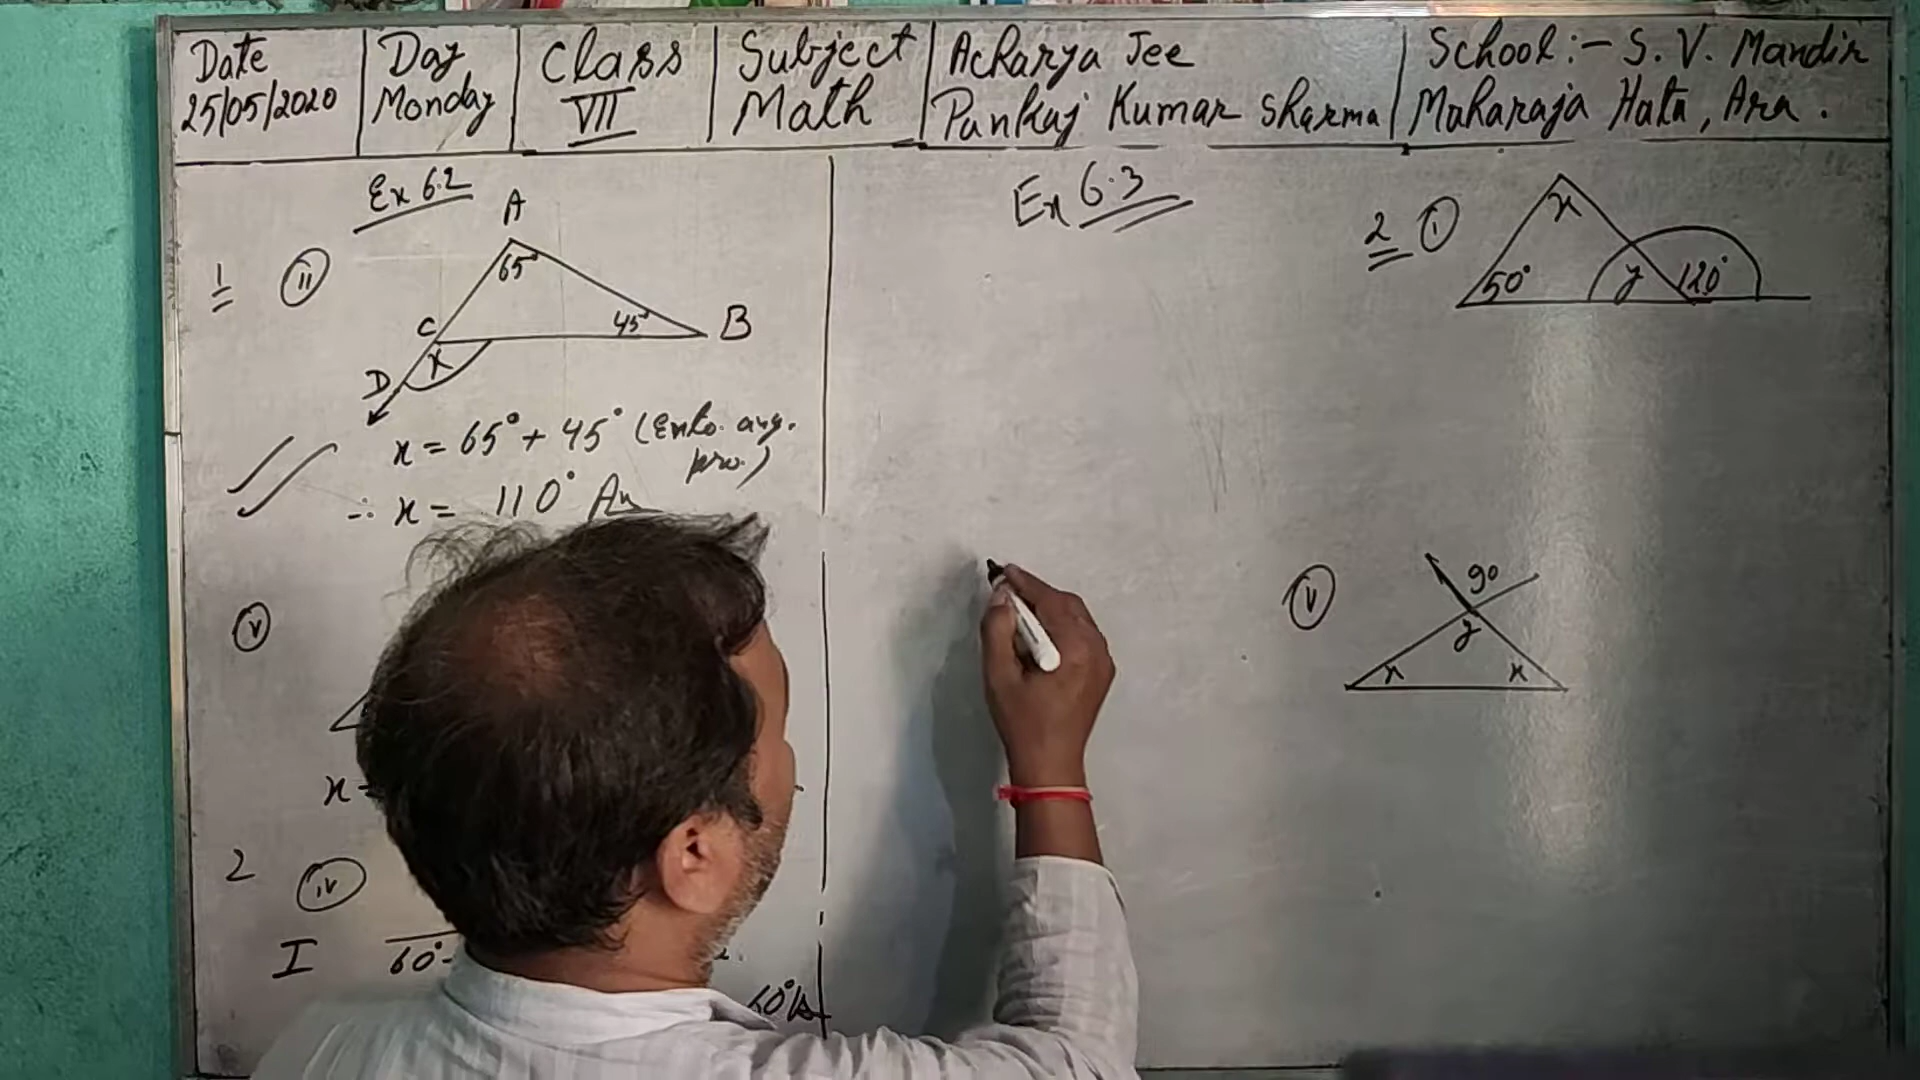 Date
25/05/2020
Day
Monday
Class
VII
Subject
Math
Acharya Jee
Pankaj Kumar Sharma
School:- S. V. Mandir
Maharaja Hata, Ara.
Ex 6.2
1 (ii)
A
65°
C
45°
B
D
x
x = 65° + 45° (Exto. ang.
pro.)
∴ x = 110° An
(v)
x=
2 (iv)
I 60°-
60°
Ex 6.3
2 (i)
x
50°
y
120°
(v)
90
y
x
x